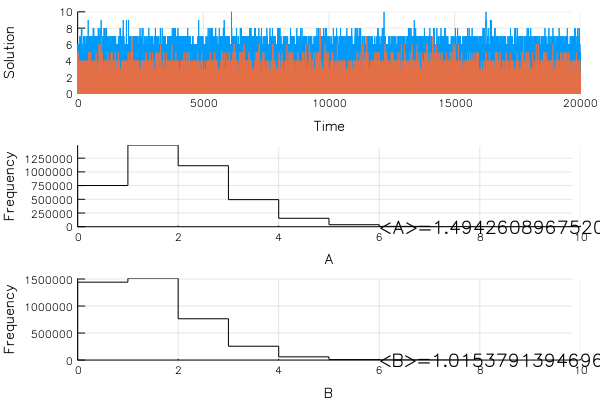 Solution
10
8
6
4
2
0
0 5000 10000 15000 20000
Time
Frequency
1250000
1000000
750000
500000
250000
0
0 2 4 6 8 10
<A>=1.4942608967520
A
Frequency
1500000
1000000
500000
0
0 2 4 6 8 10
<B>=1.0153791394696
B